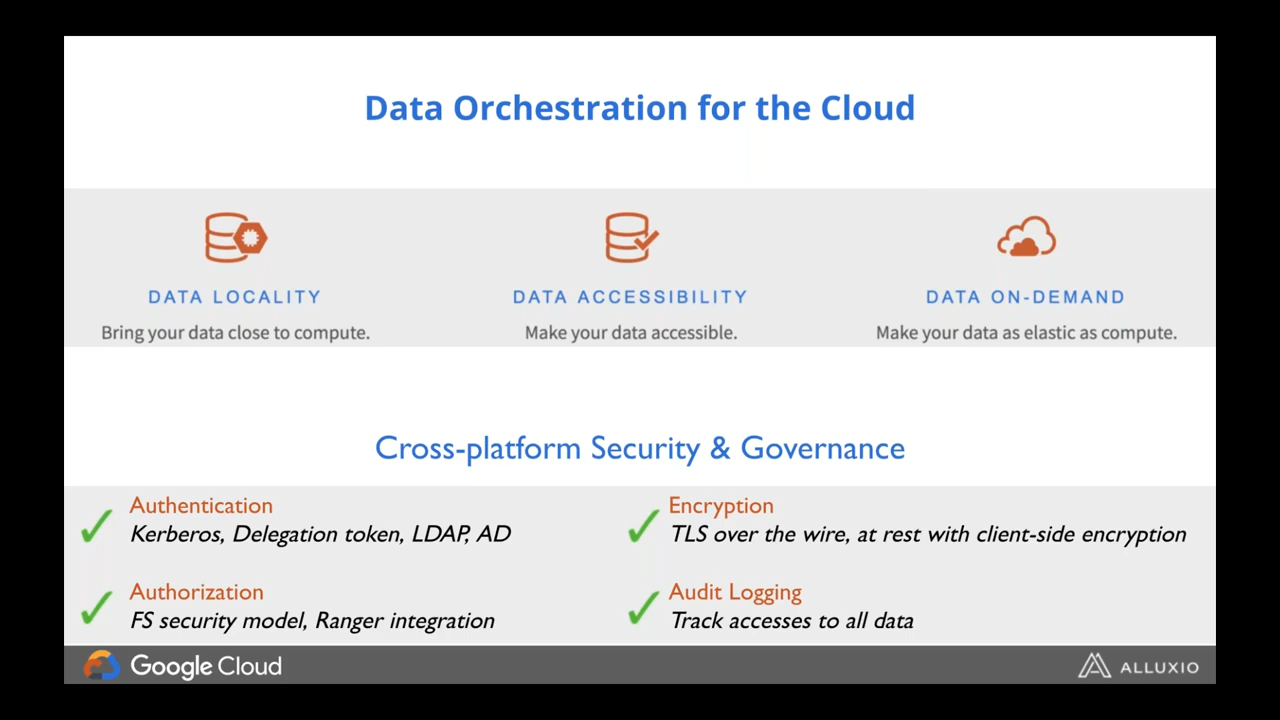 Data Orchestration for the Cloud
DATA LOCALITY
Bring your data close to compute.
DATA ACCESSIBILITY
Make your data accessible.
DATA ON-DEMAND
Make your data as elastic as compute.
Cross-platform Security & Governance
Authentication
Kerberos, Delegation token, LDAP, AD
Encryption
TLS over the wire, at rest with client-side encryption
Authorization
FS security model, Ranger integration
Audit Logging
Track accesses to all data
Google Cloud
ALLUXIO